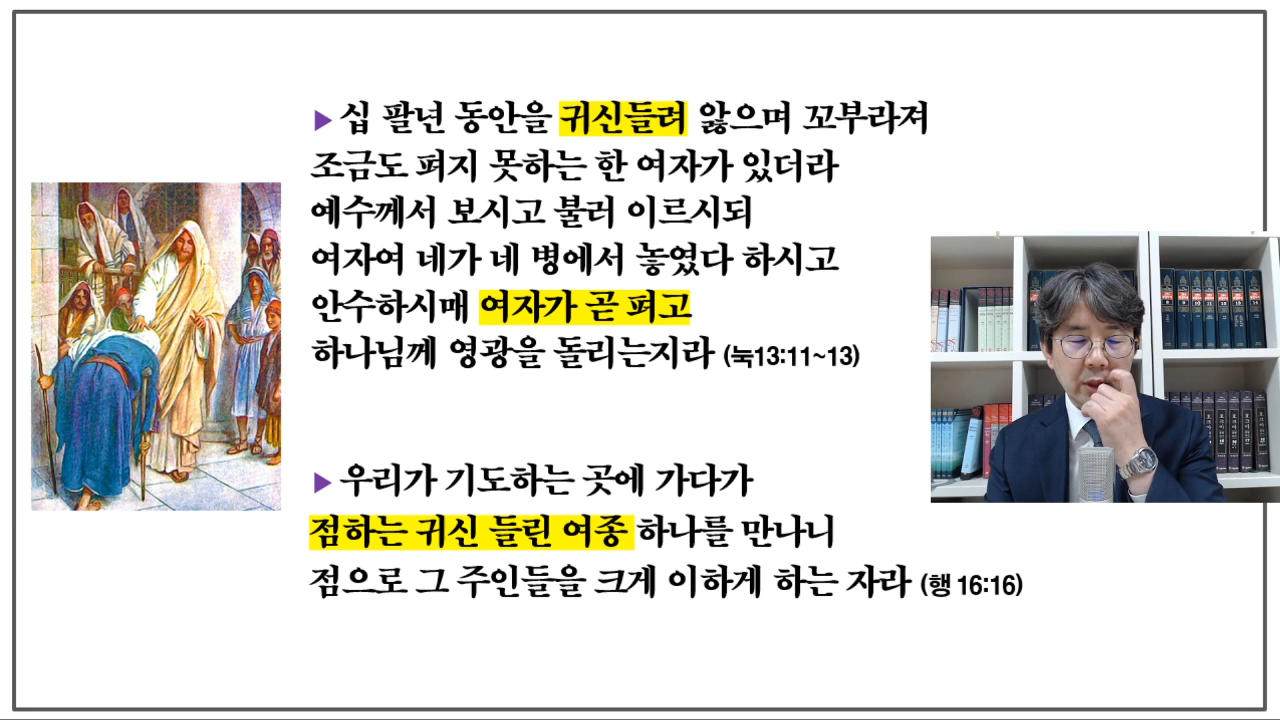 ▶십 팔년 동안을 귀신들려 앓으며 꼬부라져
조금도 펴지 못하는 한 여자가 있더라
예수께서 보시고 불러 이르시되
여자여 네가 네 병에서 놓였다 하시고
안수하시매 여자가 곧 펴고
하나님께 영광을 돌리는지라 (눅13:11~13)
▶우리가 기도하는 곳에 가다가
점하는 귀신 들린 여종 하나를 만나니
점으로 그 주인들을 크게 이하게 하는 자라 (행 16:16)